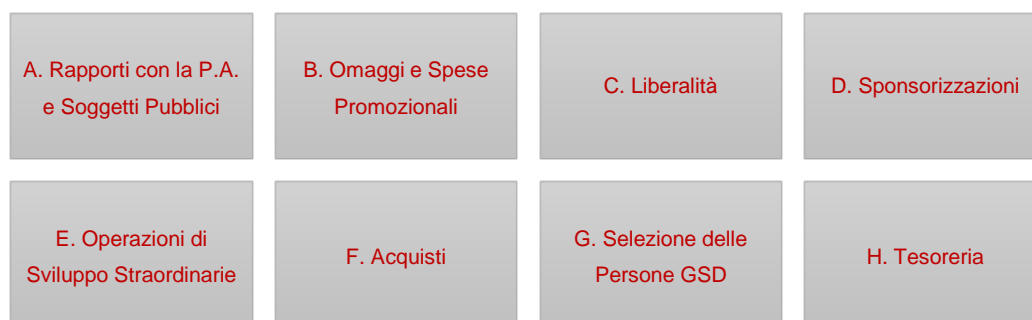 A. Rapporti con la P.A.
e Soggetti Pubblici
B. Omaggi e Spese
Promozionali
C. Liberalità
D. Sponsorizzazioni
E. Operazioni di
Sviluppo Straordinarie
F. Acquisti
G. Selezione delle
Persone GSD
H. Tesoreria